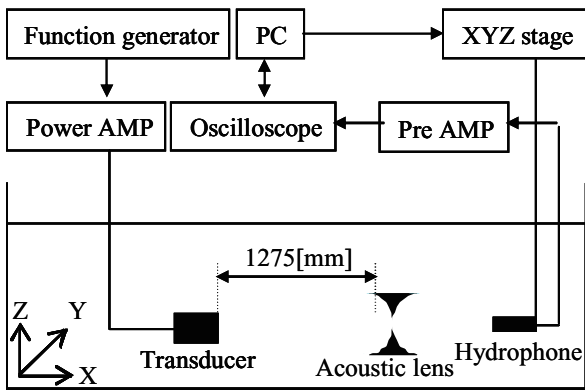 Function generator
PC
XYZ stage
Power AMP
Oscilloscope
Pre AMP
1275[mm]
Z
Y
X
Transducer
Acoustic lens
Hydrophone